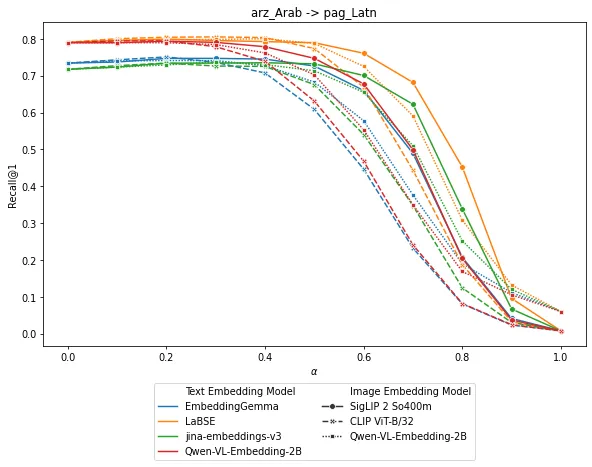 arz_Arab -> pag_Latn
Recall@1
0.8
0.7
0.6
0.5
0.4
0.3
0.2
0.1
0.0
0.0
0.2
0.4
0.6
0.8
1.0
α
Text Embedding Model
EmbeddingGemma
LaBSE
jina-embeddings-v3
Qwen-VL-Embedding-2B
Image Embedding Model
SigLIP 2 So400m
CLIP ViT-B/32
Qwen-VL-Embedding-2B